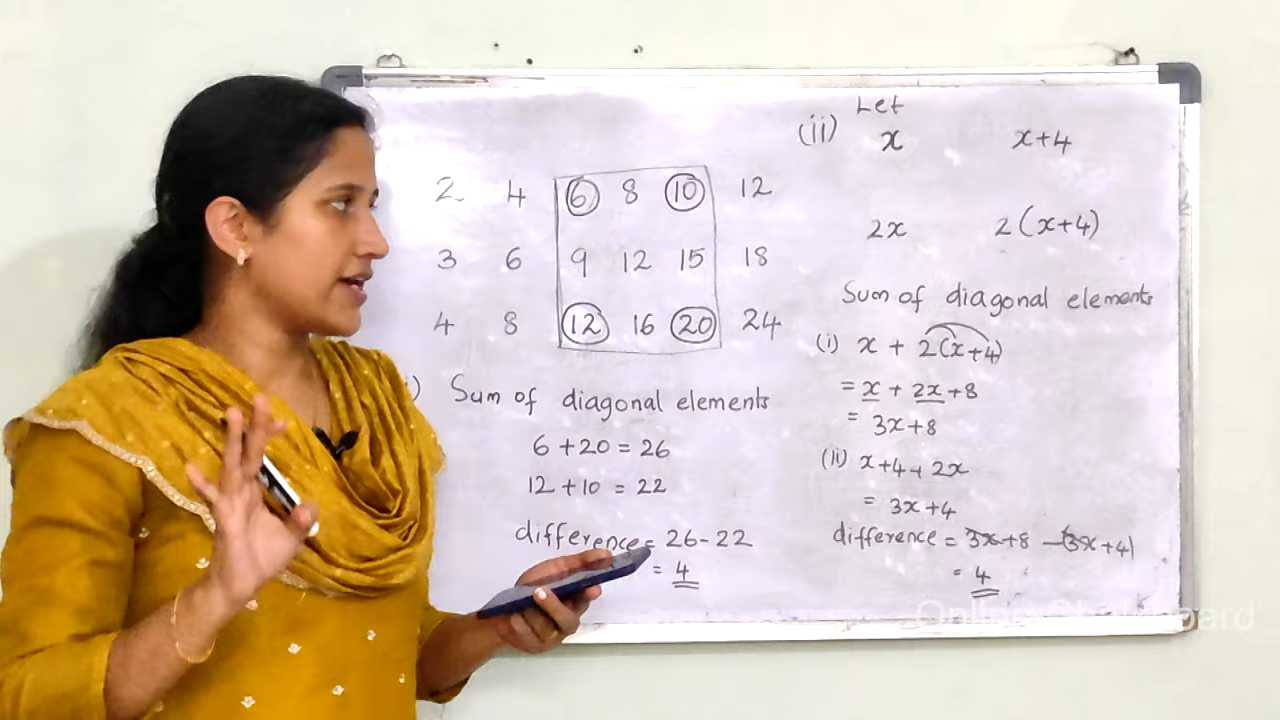 2 4 6 8 10 12
3 6 9 12 15 18
4 8 12 16 20 24
) Sum of diagonal elements
6 + 20 = 26
12 + 10 = 22
difference = 26 - 22
= 4
Let
(ii) x x+4
2x 2(x+4)
Sum of diagonal elements
(i) x + 2(x+4)
= x + 2x + 8
= 3x+8
(ii) x+4+2x
= 3x+4
difference = 3x+8 -(3x+4)
= 4